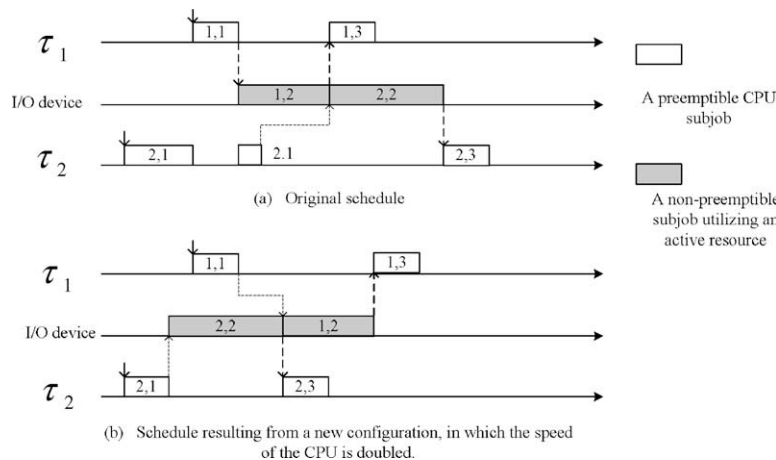 τ1
1,1
1,3
I/O device
1,2
2,2
τ2
2,1
2.1
2,3
(a) Original schedule
A preemptible CPU
subjob
A non-preemptible
subjob utilizing an
active resource
τ1
1,1
1,3
I/O device
2,2
1,2
τ2
2,1
2,3
(b) Schedule resulting from a new configuration, in which the speed
of the CPU is doubled.